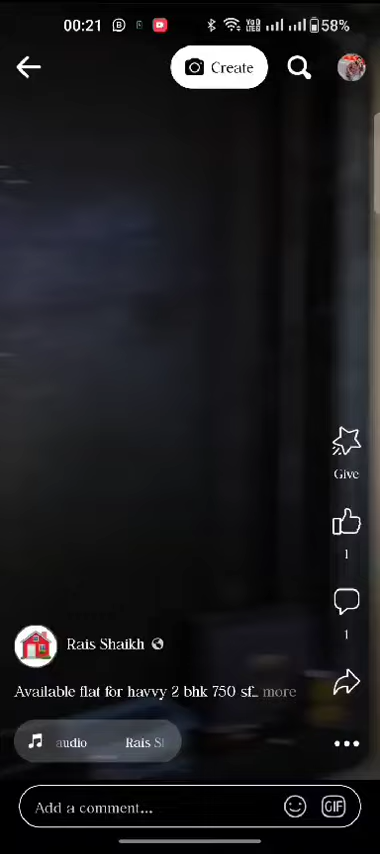 00:21 58%
Create
Give
1
1
Rais Shaikh
Available flat for havvy 2 bhk 750 sf... more
audio Rais S
Add a comment...
GIF